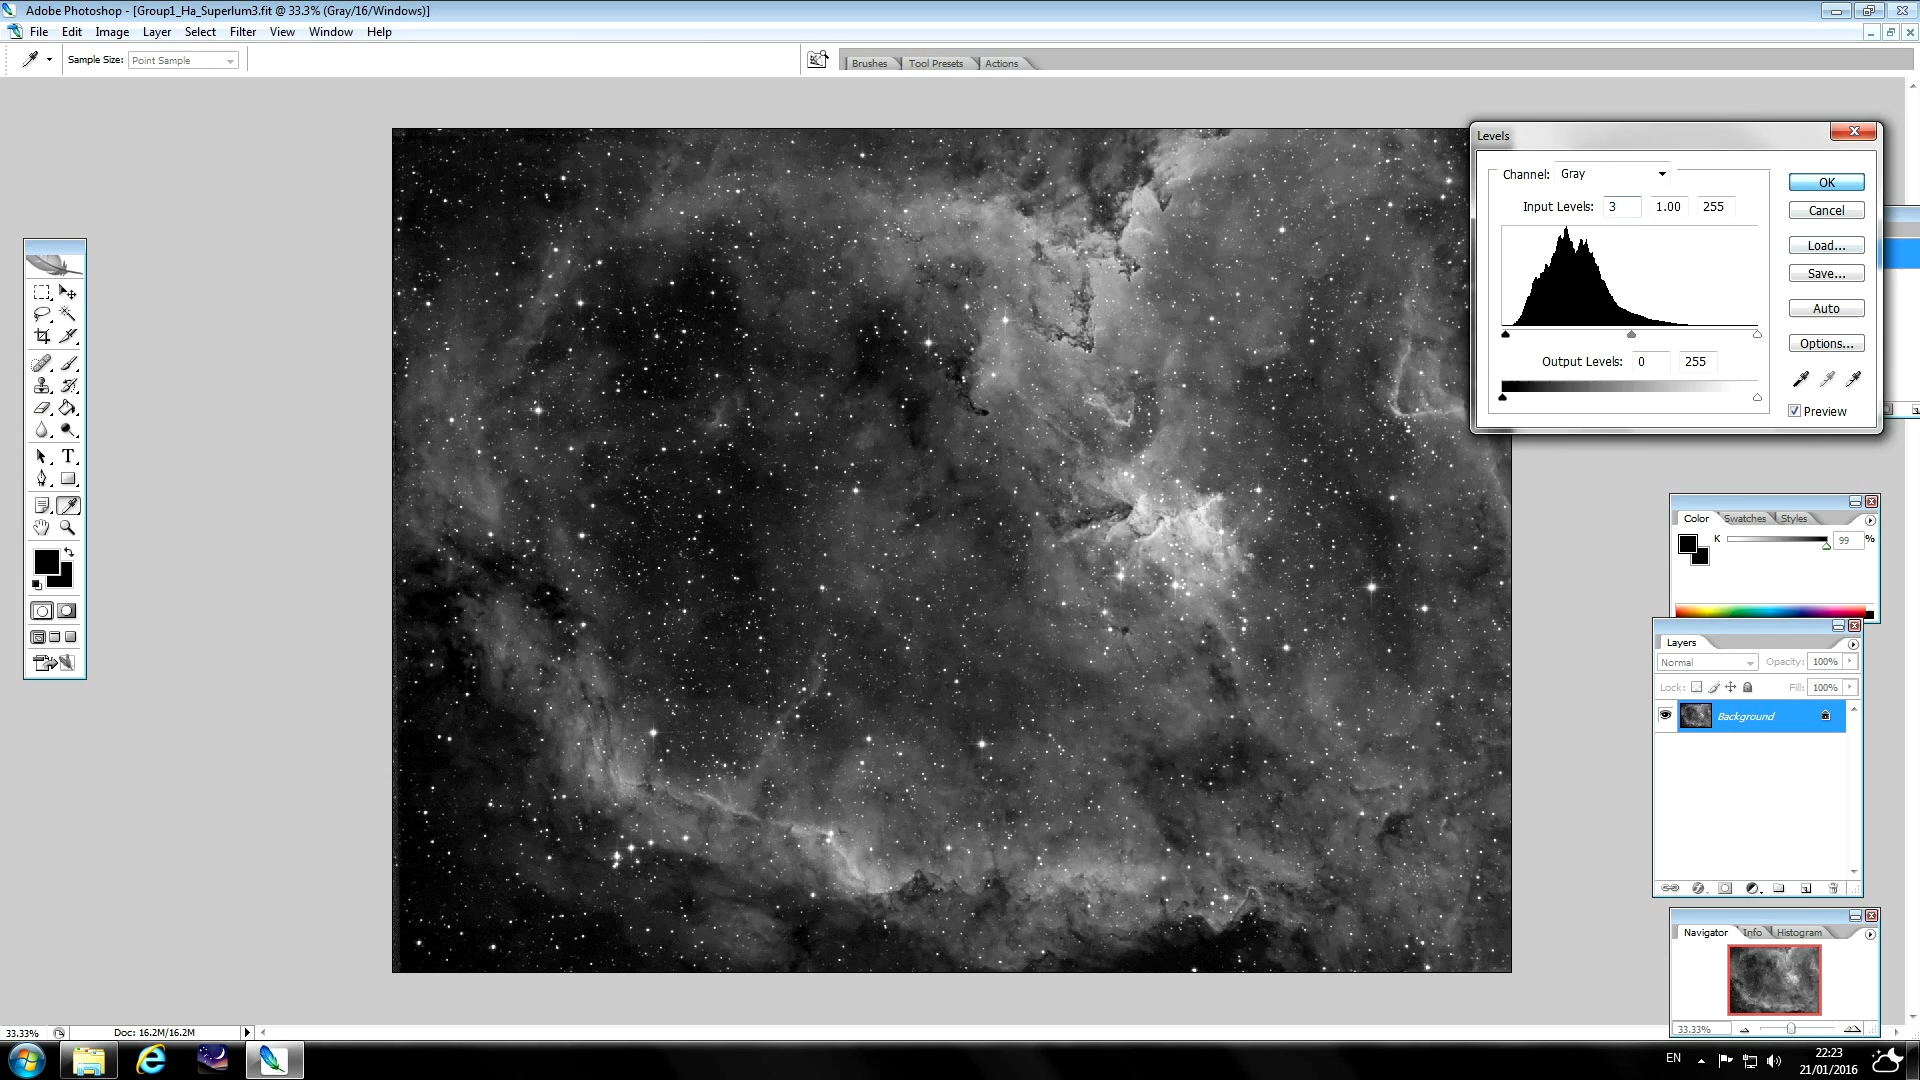 Adobe Photoshop - [Group1_Ha_Superlum3.fit @ 33.3% (Gray/16/Windows)]
File Edit Image Layer Select Filter View Window Help
Sample Size: Point Sample
Brushes Tool Presets Actions
Levels
Channel: Gray
Input Levels: 3 1.00 255
Output Levels: 0 255
OK
Cancel
Load...
Save...
Auto
Options...
Preview
Color Swatches Styles
K 99 %
Layers
Normal Opacity: 100%
Lock: Fill: 100%
Background
Navigator Info Histogram
33.33%
33.33% Doc: 16.2M/16.2M
EN 22:23
21/01/2016